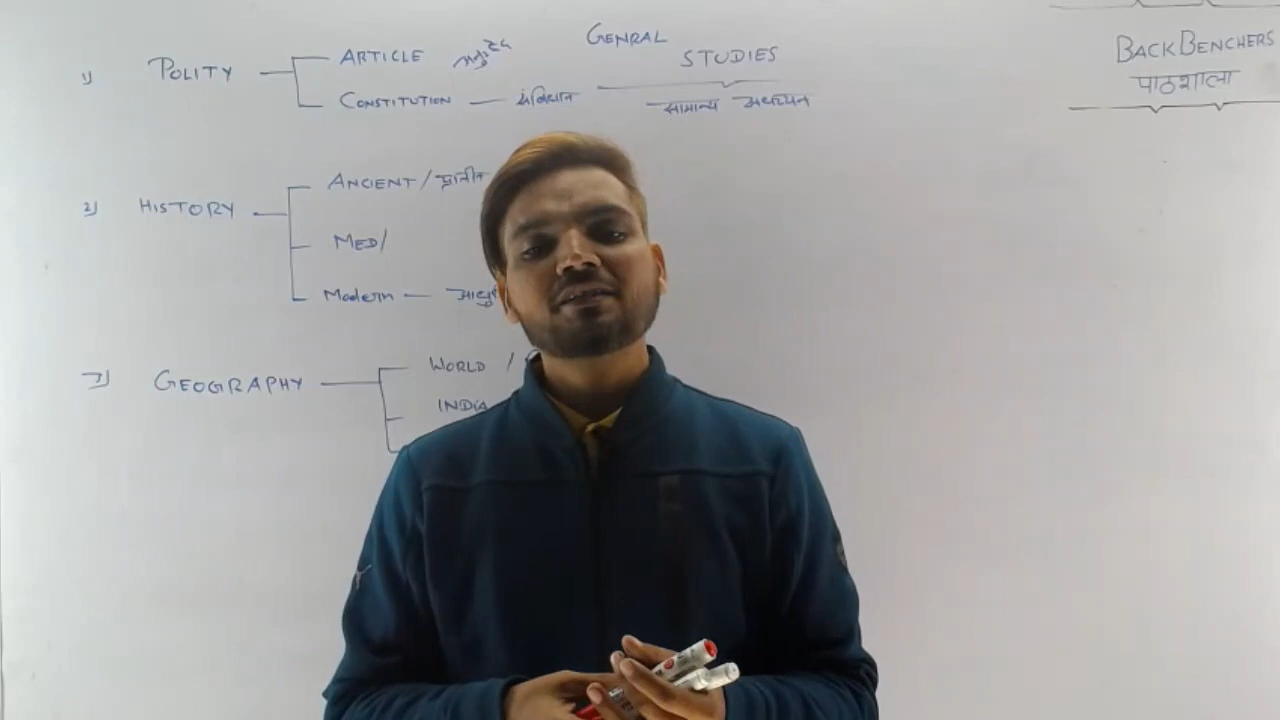 GENRAL
STUDIES
सामान्य अध्ययन
BACKBENCHERS
पाठशाला
1) POLITY
ARTICLE
CONSTITUTION — संविधान
2) HISTORY
ANCIENT /
MED/
Modern — आधु
3) GEOGRAPHY
WORLD /
INDIA